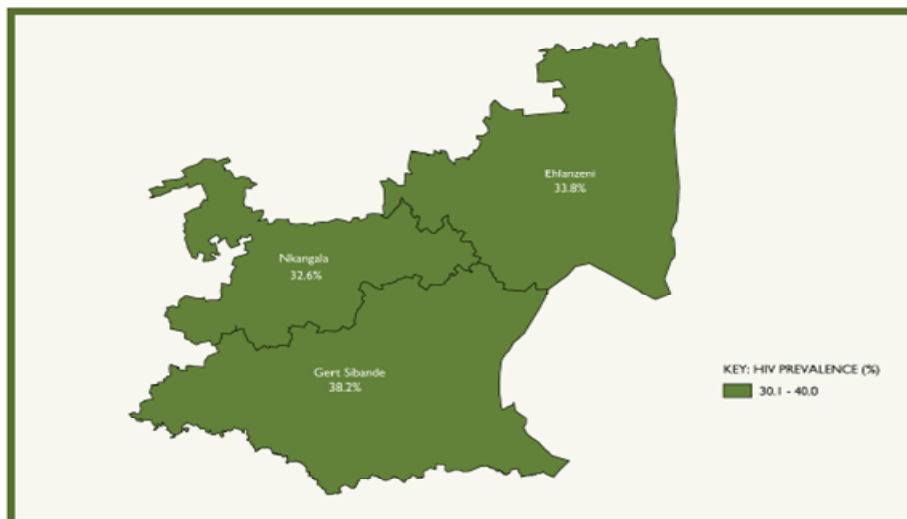 Ehlanzeni
33.8%
Nkangala
32.6%
Gert Sibande
38.2%
KEY: HIV PREVALENCE (%)
30.1 - 40.0